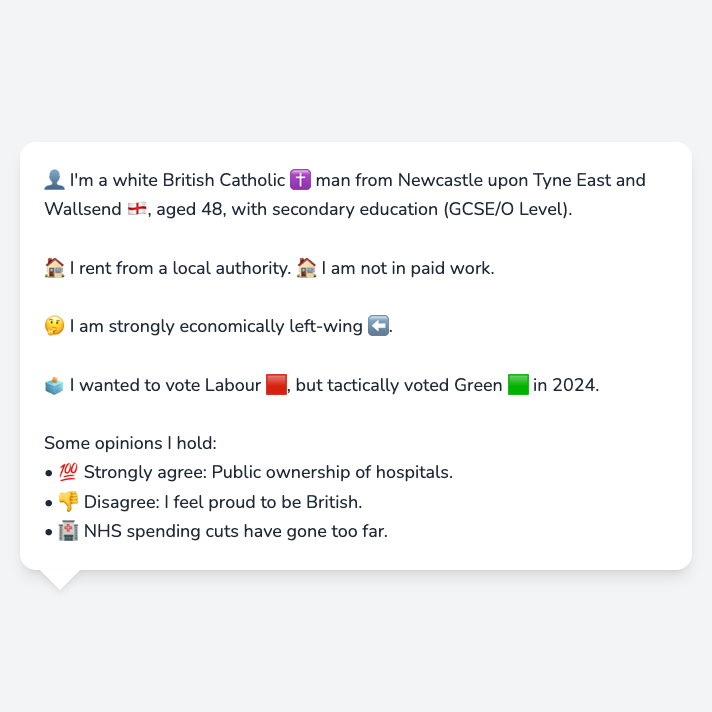 👤 I'm a white British Catholic ✝️ man from Newcastle upon Tyne East and
Wallsend 🏴󠁧󠁢󠁥󠁮󠁧󠁿, aged 48, with secondary education (GCSE/O Level).
🏠 I rent from a local authority. 🏠 I am not in paid work.
🤔 I am strongly economically left-wing ⬅️.
🗳️ I wanted to vote Labour 🟥, but tactically voted Green 🟩 in 2024.
Some opinions I hold:
• 💯 Strongly agree: Public ownership of hospitals.
• 👎 Disagree: I feel proud to be British.
• 🏥 NHS spending cuts have gone too far.